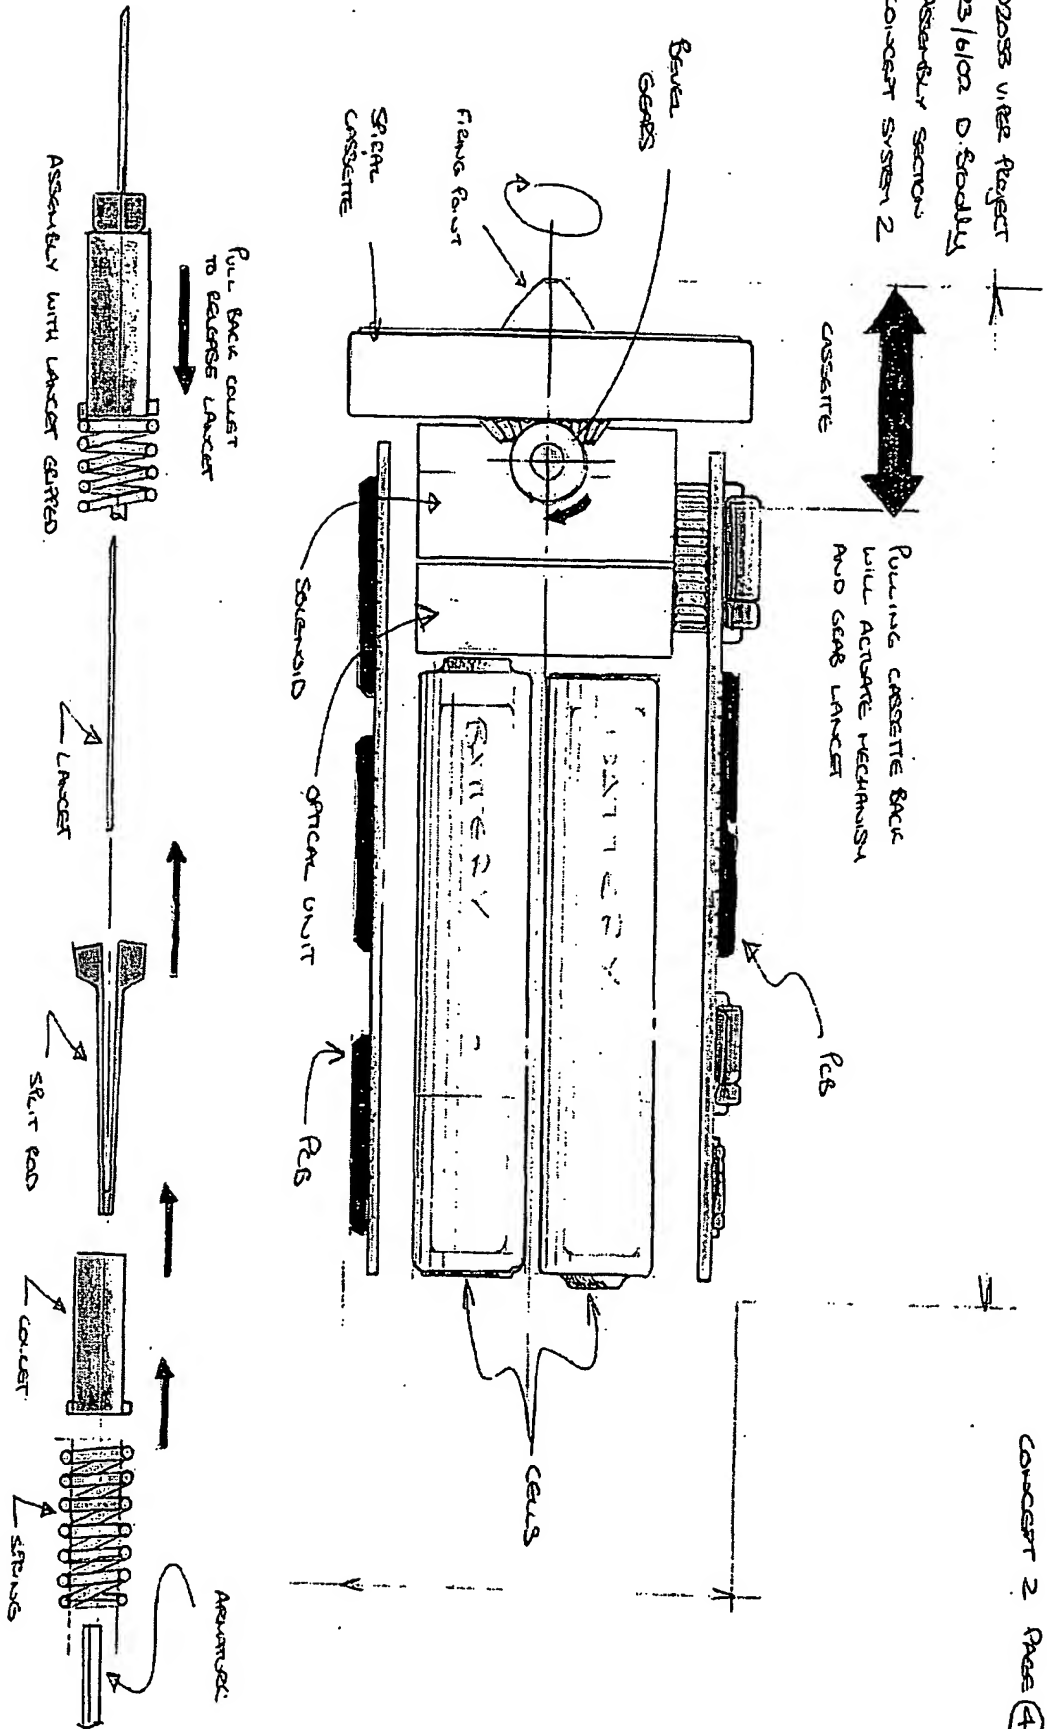 VIPER PROJECT
ASSEMBLY SECTION
CONCEPT SYSTEM 2
CONCEPT 2 PAGE 4
CASSETTE
PULLING CASSETTE BACK
WILL ACTUATE MECHANISM
AND GRAB LANCET
BEVEL
GEARS
FIRING POINT
SPIRAL
CASSETTE
PCB
BATTERY
BATTERY
CELLS
SOLENOID
OPTICAL UNIT
PCB
PULL BACK COLLET
TO RELEASE LANCET
ASSEMBLY WITH LANCET GRIPPED
LANCET
SPLIT ROD
COLLET
SPRING
ARMATURE